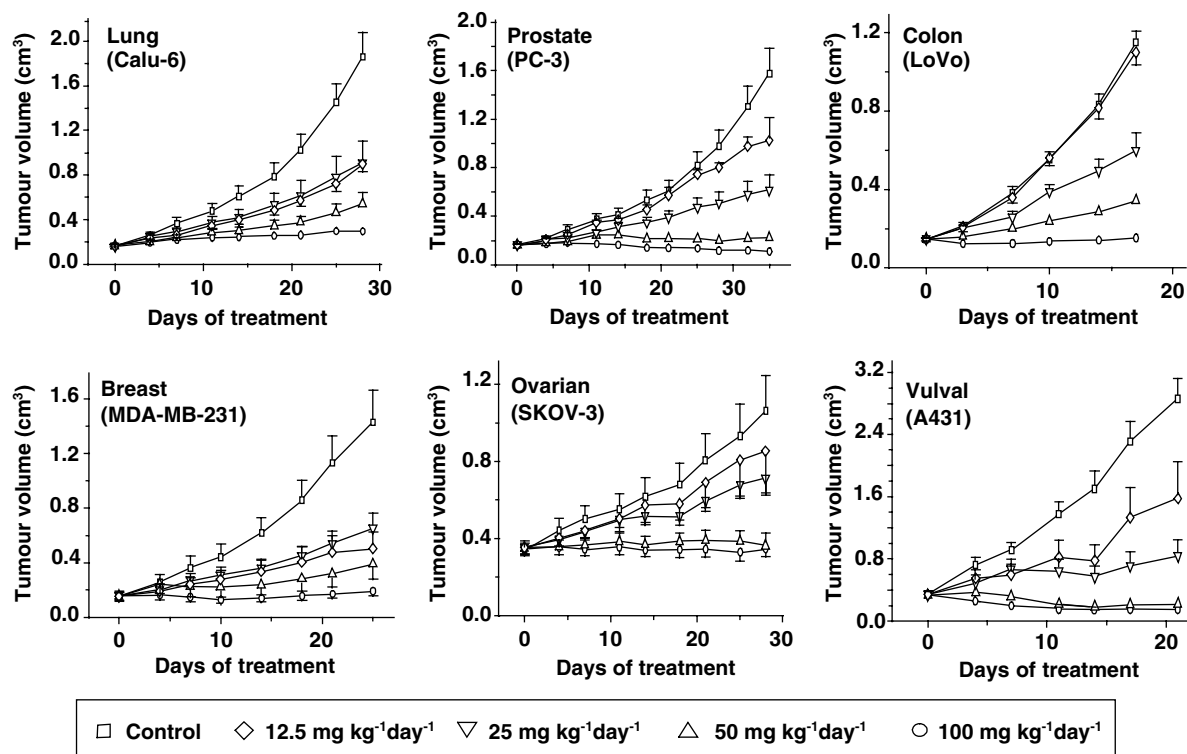 Lung
(Calu-6)
Tumour volume (cm³)
2.0
1.6
1.2
0.8
0.4
0.0
0
10
20
30
Days of treatment
Prostate
(PC-3)
Tumour volume (cm³)
2.0
1.6
1.2
0.8
0.4
0.0
0
10
20
30
Days of treatment
Colon
(LoVo)
Tumour volume (cm³)
1.2
0.8
0.4
0.0
0
10
20
Days of treatment
Breast
(MDA-MB-231)
Tumour volume (cm³)
1.6
1.2
0.8
0.4
0.0
0
10
20
Days of treatment
Ovarian
(SKOV-3)
Tumour volume (cm³)
1.2
0.8
0.4
0.0
0
10
20
30
Days of treatment
Vulval
(A431)
Tumour volume (cm³)
3.2
2.4
1.6
0.8
0.0
0
10
20
Days of treatment
Control 12.5 mg kg⁻¹day⁻¹ 25 mg kg⁻¹day⁻¹ 50 mg kg⁻¹day⁻¹ 100 mg kg⁻¹day⁻¹